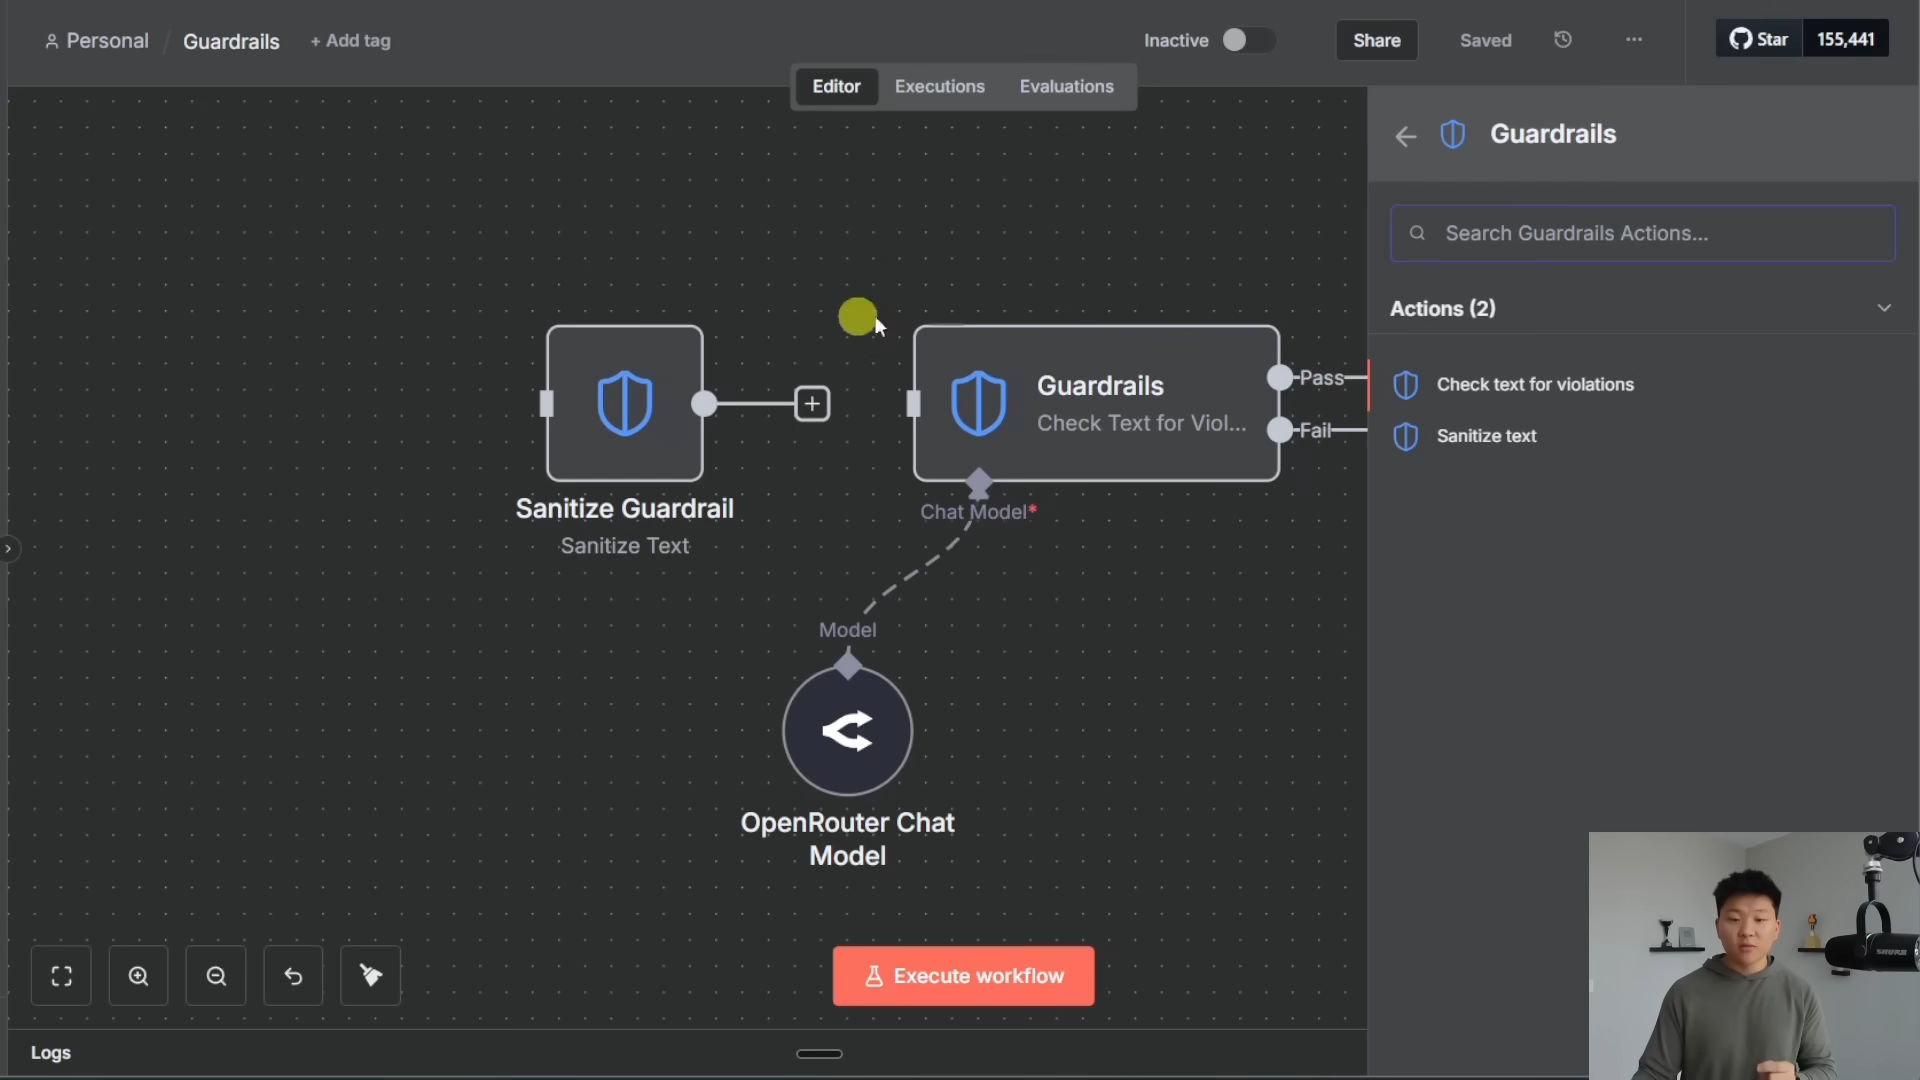 Personal / Guardrails + Add tag
Inactive
Share
Saved
Star 155,441
Editor Executions Evaluations
Guardrails
Search Guardrails Actions...
Actions (2)
Check text for violations
Sanitize text
Guardrails
Check Text for Viol...
Pass
Fail
Chat Model*
Sanitize Guardrail
Sanitize Text
Model
OpenRouter Chat
Model
Execute workflow
Logs
SHURE